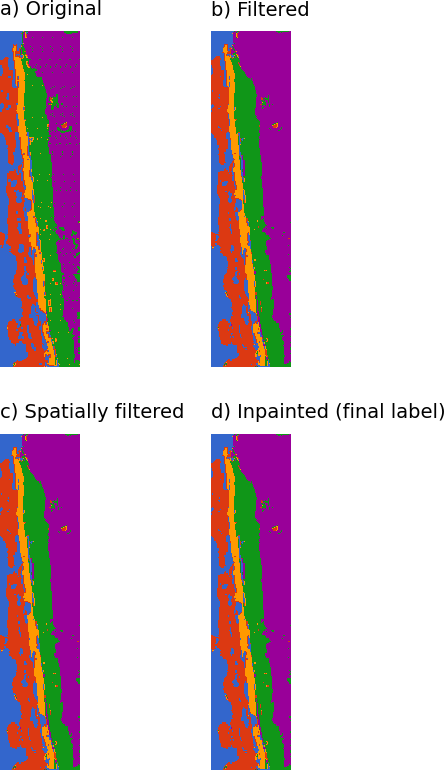 a) Original
b) Filtered
c) Spatially filtered
d) Inpainted (final label)